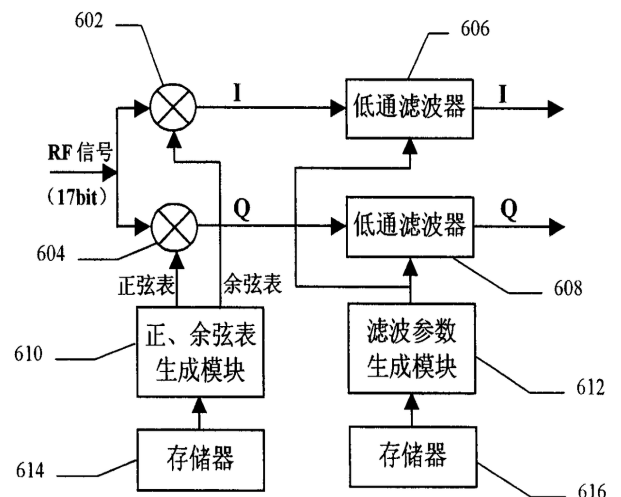 602
606
I
低通滤波器
I
RF 信号
(17bit)
Q
低通滤波器
Q
604
608
正弦表
余弦表
610
正、余弦表
生成模块
滤波参数
生成模块
612
614
存储器
存储器
616